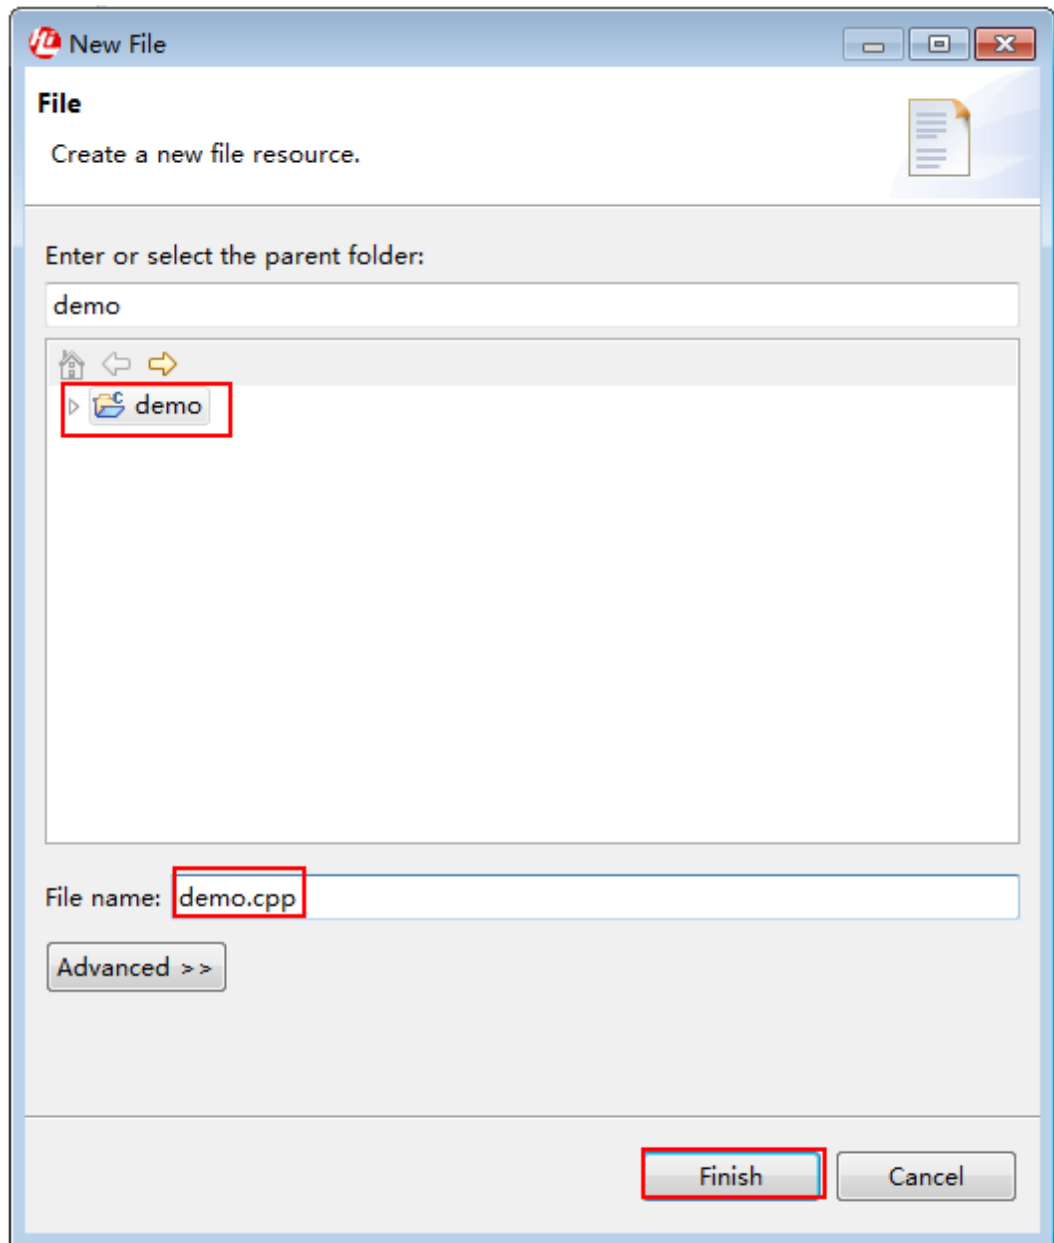 New File
File
Create a new file resource.
Enter or select the parent folder:
demo
demo
File name: demo.cpp
Advanced >>
Finish Cancel